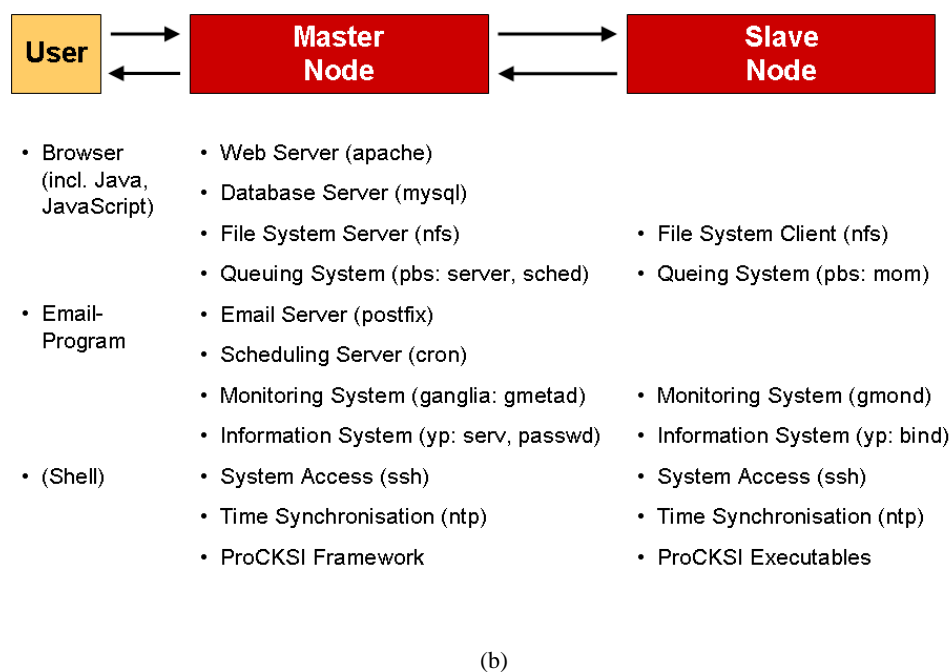 User
Master
Node
Slave
Node
• Browser
(incl. Java,
JavaScript)
• Email-
Program
• (Shell)
• Web Server (apache)
• Database Server (mysql)
• File System Server (nfs)
• Queuing System (pbs: server, sched)
• Email Server (postfix)
• Scheduling Server (cron)
• Monitoring System (ganglia: gmetad)
• Information System (yp: serv, passwd)
• System Access (ssh)
• Time Synchronisation (ntp)
• ProCKSI Framework
• File System Client (nfs)
• Queing System (pbs: mom)
• Monitoring System (gmond)
• Information System (yp: bind)
• System Access (ssh)
• Time Synchronisation (ntp)
• ProCKSI Executables
(b)